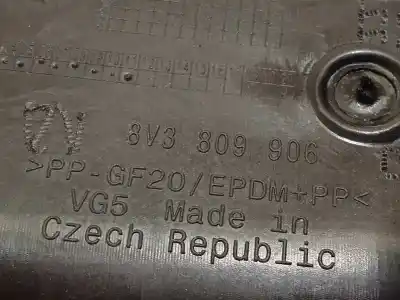 8V3 809 906
>PP-GF20/EPDM+PP<
VG5 Made in
Czech Republic